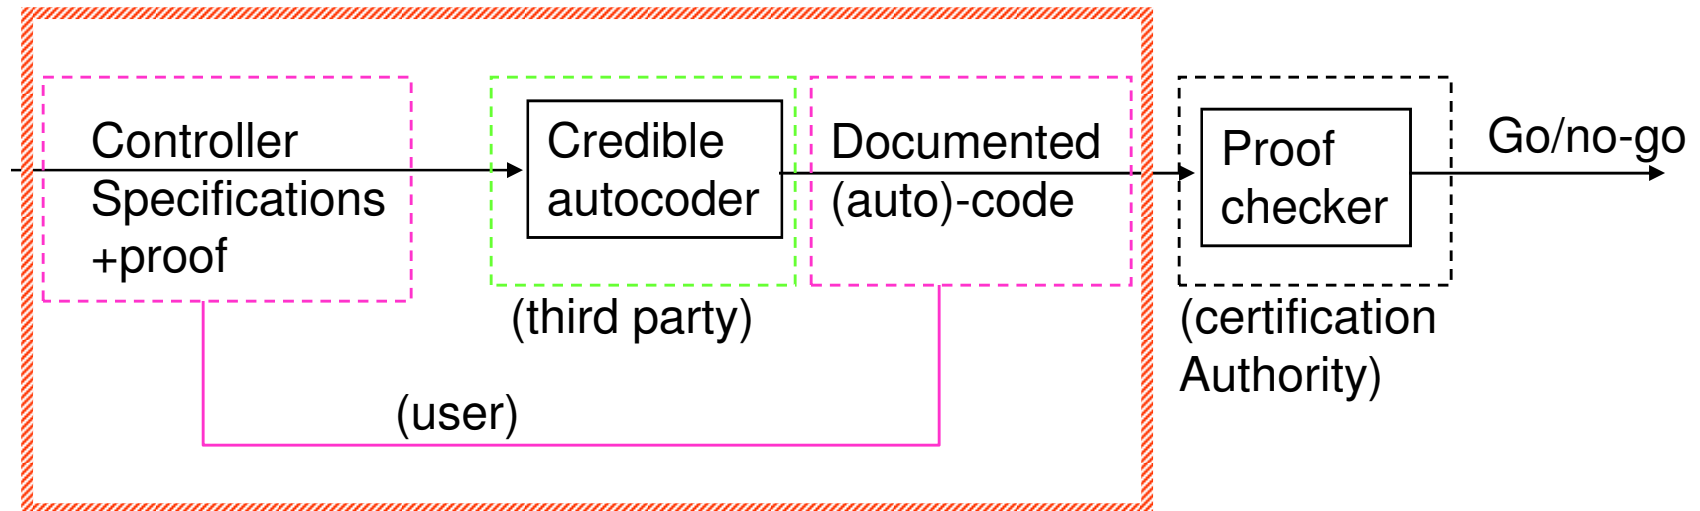 Controller
Specifications
+proof
Credible
autocoder
(third party)
Documented
(auto)-code
(user)
Proof
checker
(certification
Authority)
Go/no-go